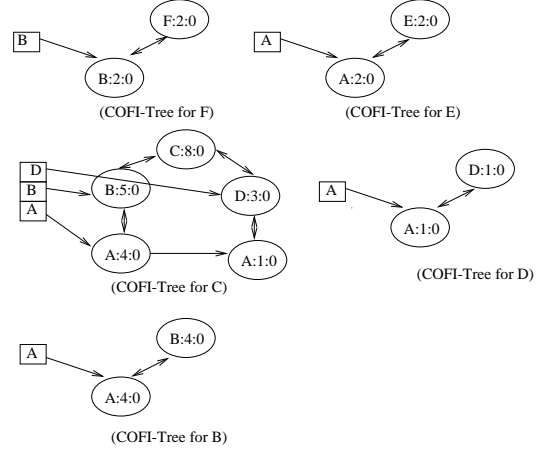 F:2:0
B
B:2:0
(COFI-Tree for F)
E:2:0
A
A:2:0
(COFI-Tree for E)
C:8:0
D
B
A
B:5:0
D:3:0
A:4:0
A:1:0
(COFI-Tree for C)
D:1:0
A
A:1:0
(COFI-Tree for D)
B:4:0
A
A:4:0
(COFI-Tree for B)